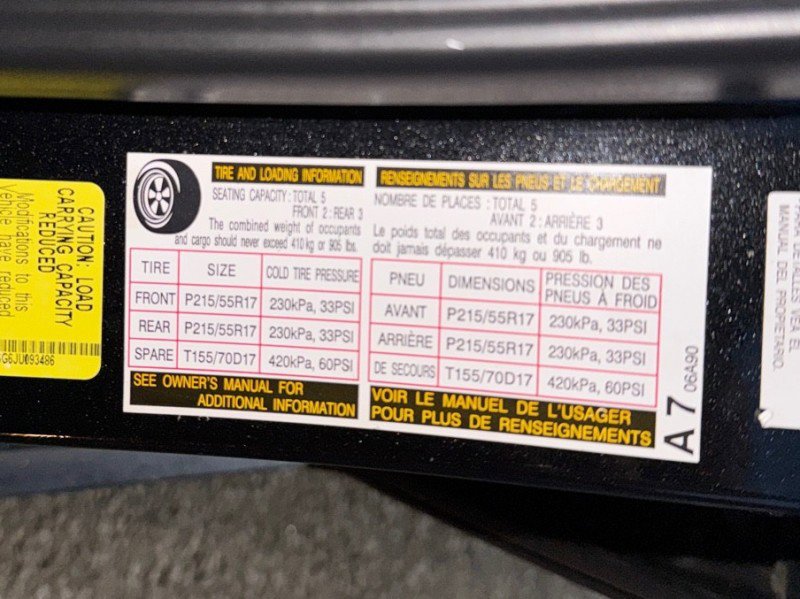 CAUTION: LOAD
CARRYING CAPACITY
REDUCED
Modifications to this
vehicle have reduced
G6JU093486
TIRE AND LOADING INFORMATION
SEATING CAPACITY : TOTAL 5
FRONT 2 : REAR 3
The combined weight of occupants
and cargo should never exceed 410 kg or 905 lbs.
TIRE SIZE COLD TIRE PRESSURE
FRONT P215/55R17 230kPa, 33PSI
REAR P215/55R17 230kPa, 33PSI
SPARE T155/70D17 420kPa, 60PSI
SEE OWNER'S MANUAL FOR
ADDITIONAL INFORMATION
RENSEIGNEMENTS SUR LES PNEUS ET LE CHARGEMENT
NOMBRE DE PLACES : TOTAL 5
AVANT 2 : ARRIÈRE 3
Le poids total des occupants et du chargement ne
doit jamais dépasser 410 kg ou 905 lb.
PNEU DIMENSIONS PRESSION DES
PNEUS À FROID
AVANT P215/55R17 230kPa, 33PSI
ARRIÈRE P215/55R17 230kPa, 33PSI
DE SECOURS T155/70D17 420kPa, 60PSI
VOIR LE MANUEL DE L'USAGER
POUR PLUS DE RENSEIGNEMENTS
A 7 06A90
MAS DETALLES VEA EL
MANUAL DEL PROPIETARIO.